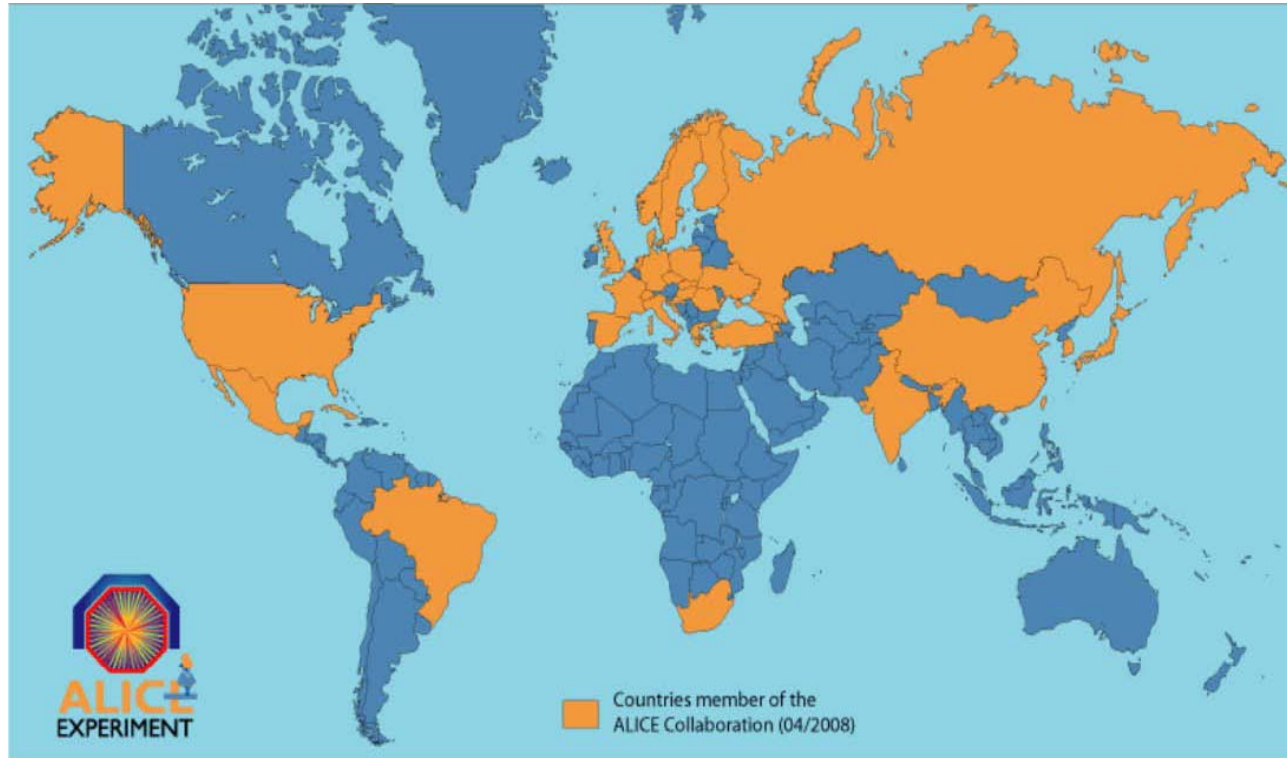 ALICE
EXPERIMENT
Countries member of the
ALICE Collaboration (04/2008)